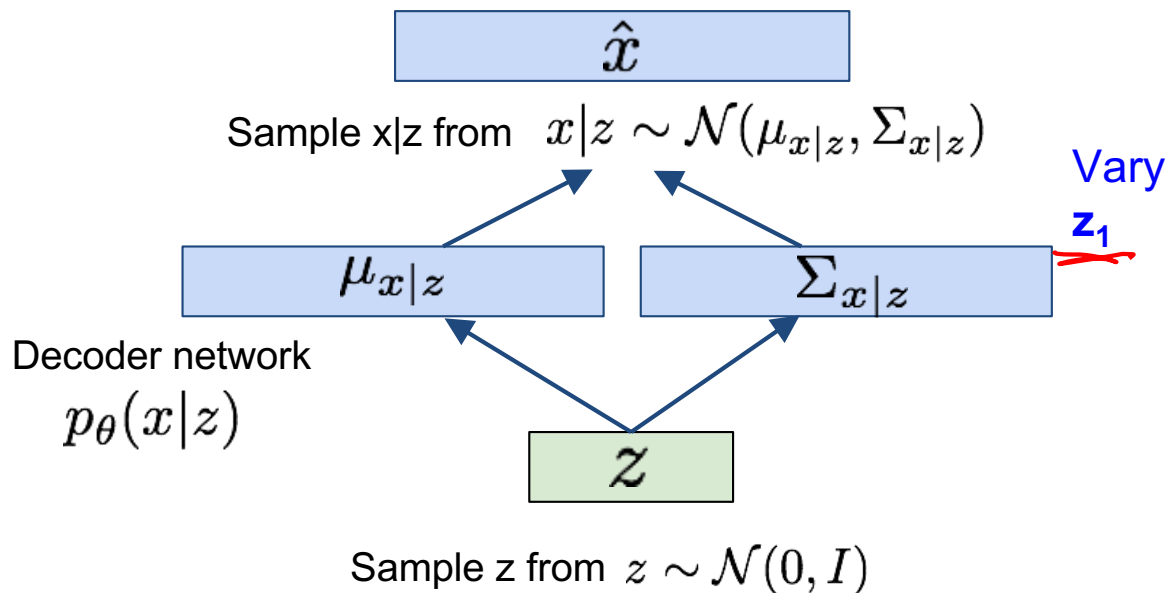 x̂
Sample x|z from x|z ∼ 𝒩(μ_{x|z}, Σ_{x|z})
Vary
z₁
μ_{x|z}
Σ_{x|z}
Decoder network
p_θ(x|z)
z
Sample z from z ∼ 𝒩(0, I)